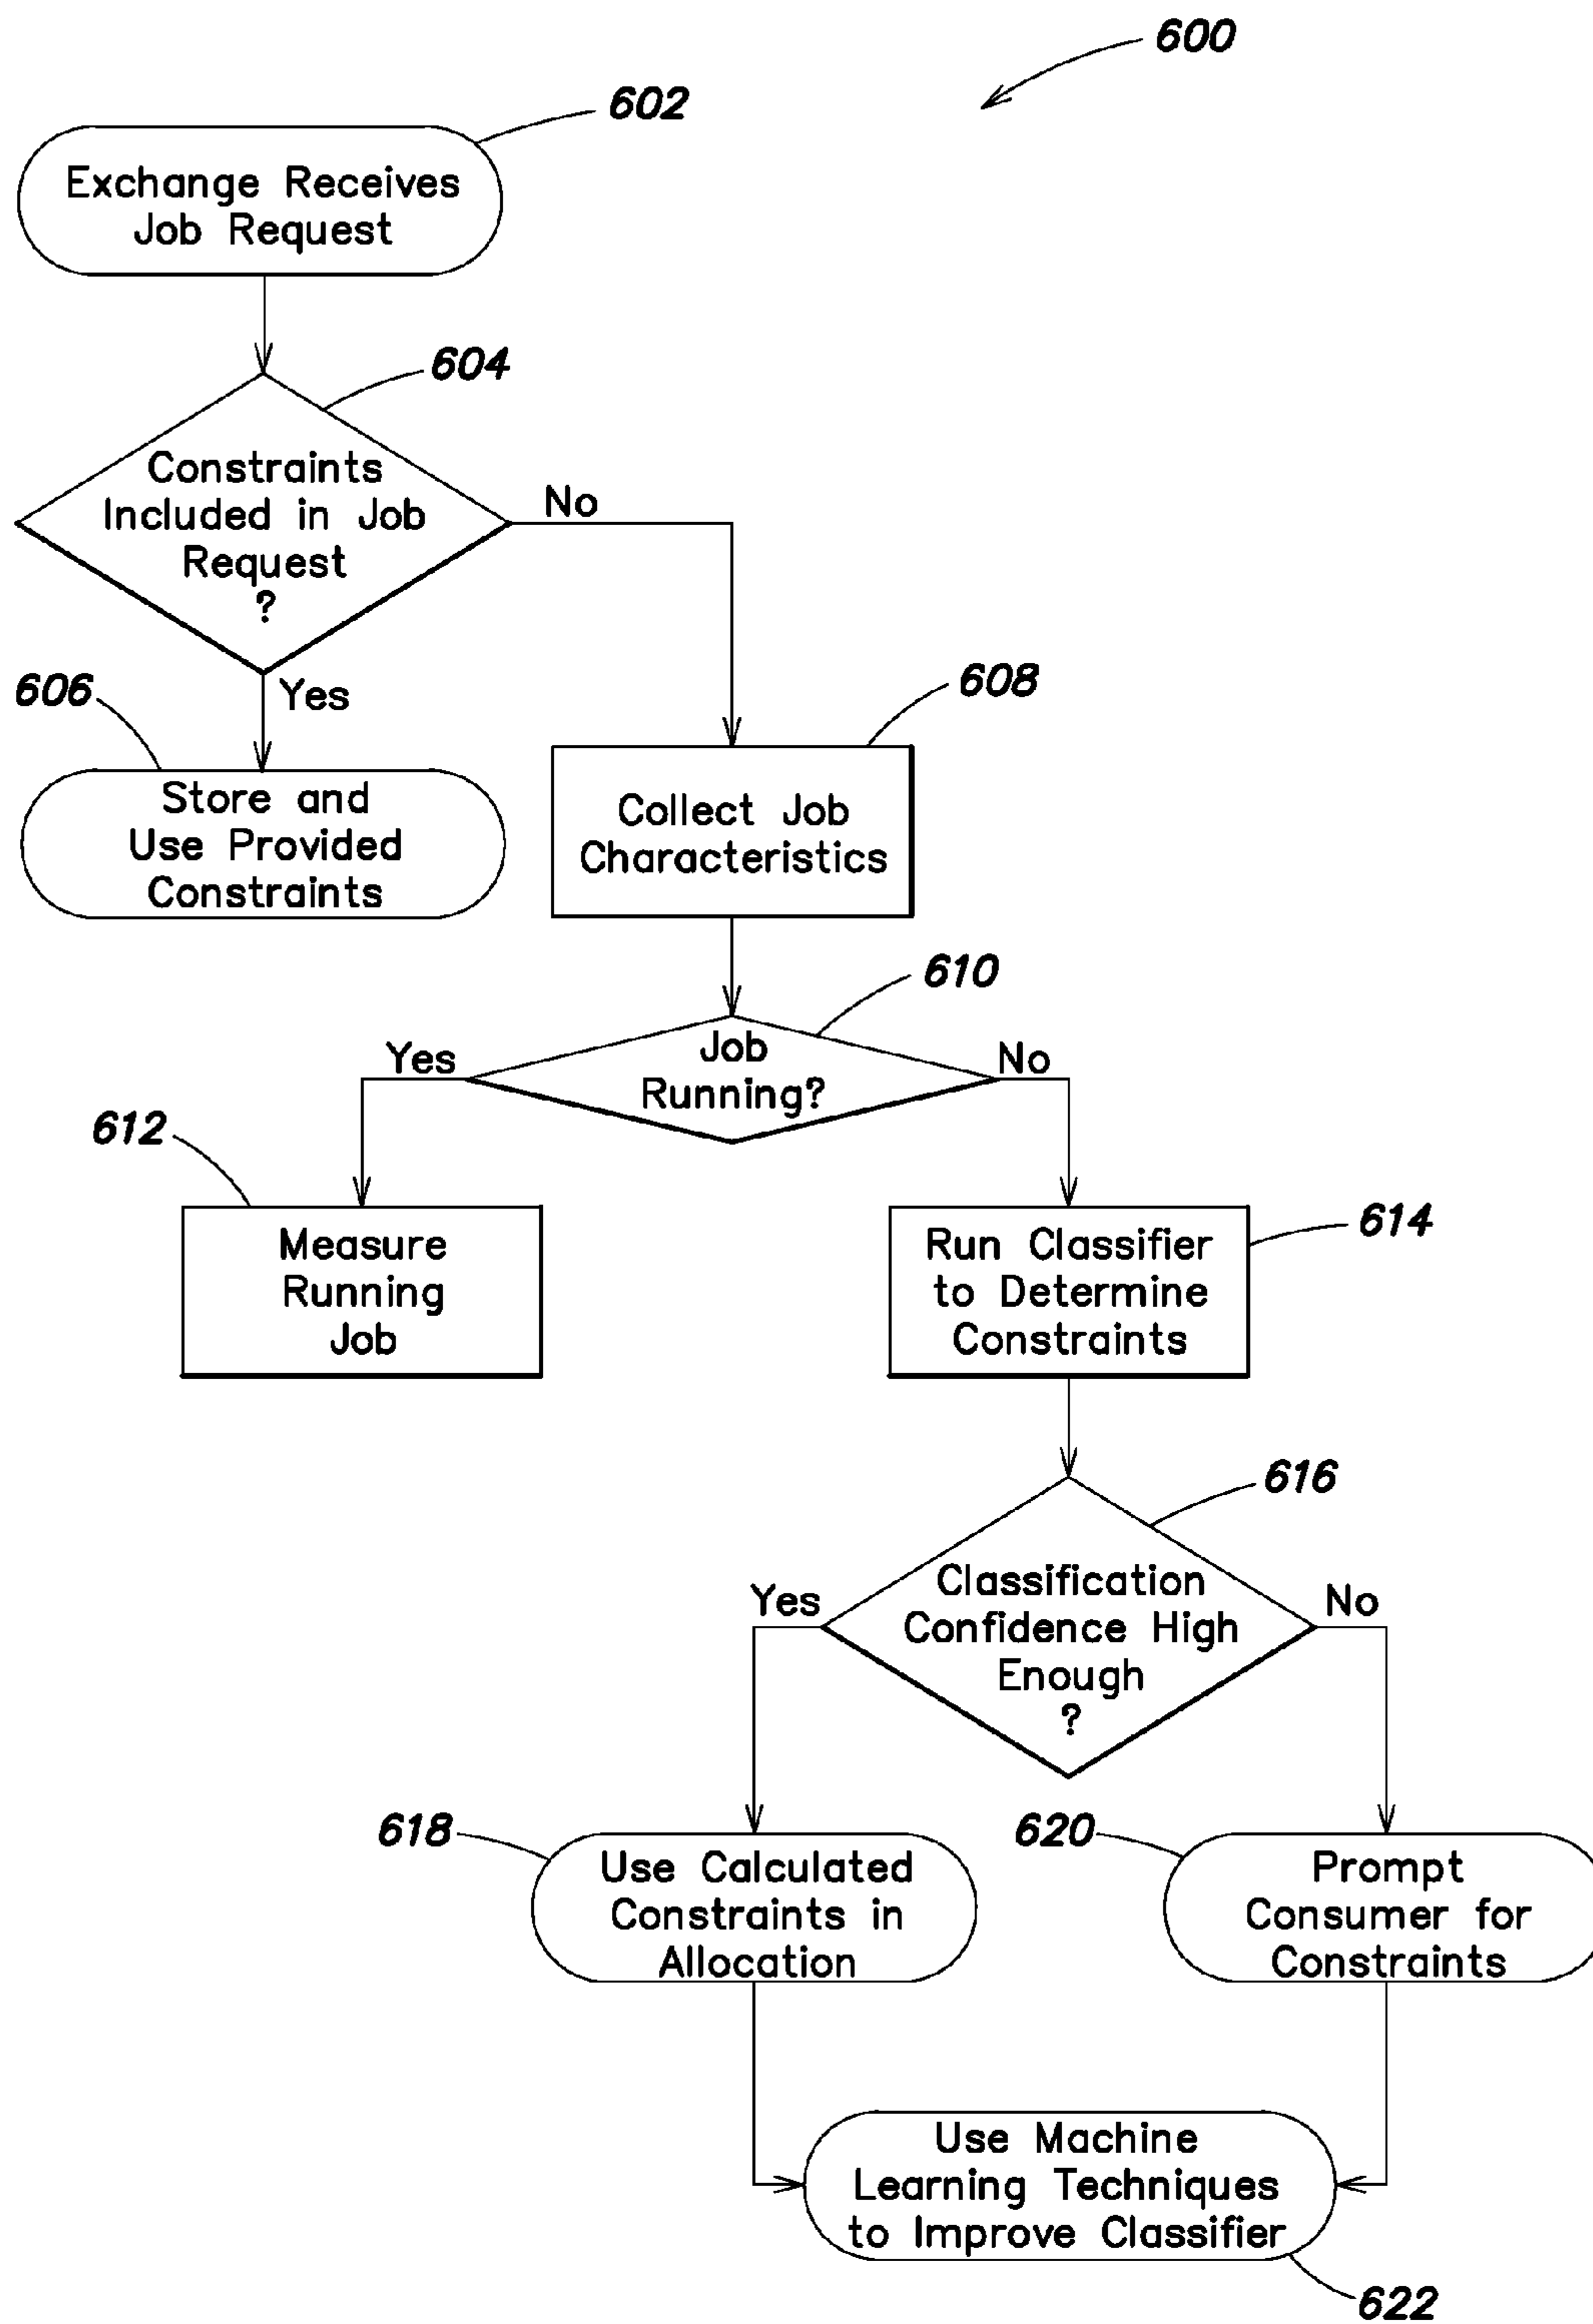 600
602
Exchange Receives
Job Request
604
Constraints
Included in Job
Request
?
No
Yes
606
Store and
Use Provided
Constraints
608
Collect Job
Characteristics
610
Job
Running?
Yes
No
612
Measure
Running
Job
614
Run Classifier
to Determine
Constraints
616
Classification
Confidence High
Enough
?
Yes
No
618
Use Calculated
Constraints in
Allocation
620
Prompt
Consumer for
Constraints
Use Machine
Learning Techniques
to Improve Classifier
622